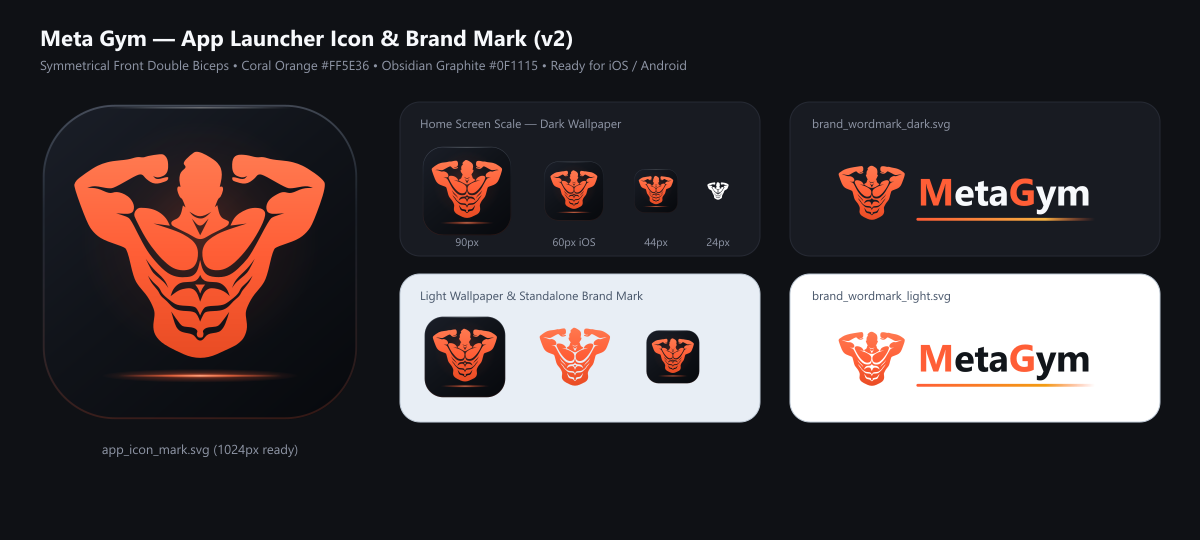 Meta Gym — App Launcher Icon & Brand Mark (v2)
Symmetrical Front Double Biceps • Coral Orange #FF5E36 • Obsidian Graphite #0F1115 • Ready for iOS / Android
app_icon_mark.svg (1024px ready)
Home Screen Scale — Dark Wallpaper
90px
60px iOS
44px
24px
brand_wordmark_dark.svg
MetaGym
Light Wallpaper & Standalone Brand Mark
brand_wordmark_light.svg
MetaGym